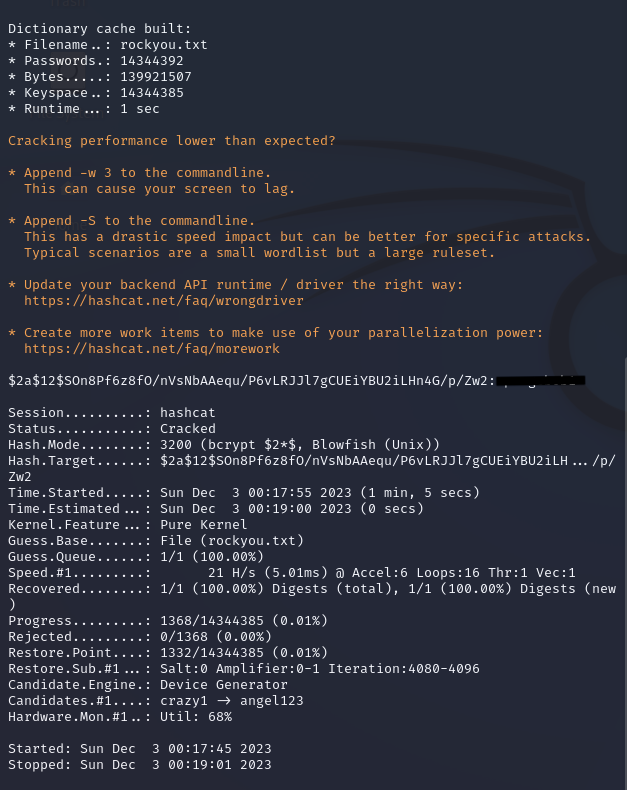 Dictionary cache built:
* Filename..: rockyou.txt
* Passwords.: 14344392
* Bytes.....: 139921507
* Keyspace..: 14344385
* Runtime...: 1 sec
Cracking performance lower than expected?
* Append -w 3 to the commandline.
This can cause your screen to lag.
* Append -S to the commandline.
This has a drastic speed impact but can be better for specific attacks.
Typical scenarios are a small wordlist but a large ruleset.
* Update your backend API runtime / driver the right way:
https://hashcat.net/faq/wrongdriver
* Create more work items to make use of your parallelization power:
https://hashcat.net/faq/morework
$2a$12$SOn8Pf6z8fO/nVsNbAAequ/P6vLRJJl7gCUEiYBU2iLHn4G/p/Zw2:
Session..........: hashcat
Status...........: Cracked
Hash.Mode........: 3200 (bcrypt $2*$, Blowfish (Unix))
Hash.Target......: $2a$12$SOn8Pf6z8fO/nVsNbAAequ/P6vLRJJl7gCUEiYBU2iLH.../p/
Zw2
Time.Started.....: Sun Dec  3 00:17:55 2023 (1 min, 5 secs)
Time.Estimated...: Sun Dec  3 00:19:00 2023 (0 secs)
Kernel.Feature...: Pure Kernel
Guess.Base.......: File (rockyou.txt)
Guess.Queue......: 1/1 (100.00%)
Speed.#1.........:       21 H/s (5.01ms) @ Accel:6 Loops:16 Thr:1 Vec:1
Recovered........: 1/1 (100.00%) Digests (total), 1/1 (100.00%) Digests (new
)
Progress.........: 1368/14344385 (0.01%)
Rejected.........: 0/1368 (0.00%)
Restore.Point....: 1332/14344385 (0.01%)
Restore.Sub.#1...: Salt:0 Amplifier:0-1 Iteration:4080-4096
Candidate.Engine.: Device Generator
Candidates.#1....: crazy1 -> angel123
Hardware.Mon.#1..: Util: 68%
Started: Sun Dec  3 00:17:45 2023
Stopped: Sun Dec  3 00:19:01 2023